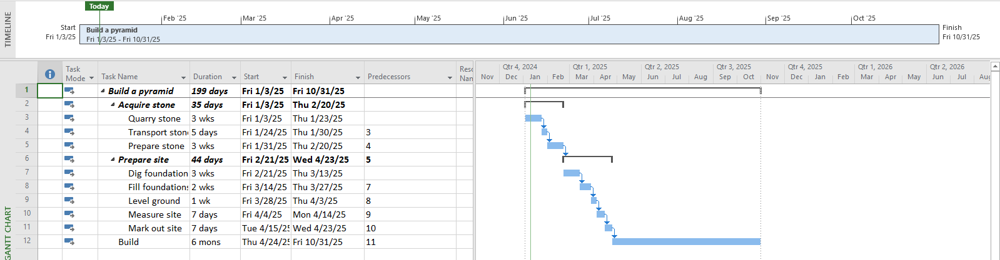 Today
Feb '25 Mar '25 Apr '25 May '25 Jun '25 Jul '25 Aug '25 Sep '25 Oct '25
TIMELINE
Start
Fri 1/3/25
Build a pyramid
Fri 1/3/25 - Fri 10/31/25
Finish
Fri 10/31/25
GANTT CHART
Task Mode Task Name Duration Start Finish Predecessors Reso Nam
Qtr 4, 2024 Qtr 1, 2025 Qtr 2, 2025 Qtr 3, 2025 Qtr 4, 2025 Qtr 1, 2026 Qtr 2, 2026
Nov Dec Jan Feb Mar Apr May Jun Jul Aug Sep Oct Nov Dec Jan Feb Mar Apr May Jun Jul Aug
1 Build a pyramid 199 days Fri 1/3/25 Fri 10/31/25
2 Acquire stone 35 days Fri 1/3/25 Thu 2/20/25
3 Quarry stone 3 wks Fri 1/3/25 Thu 1/23/25
4 Transport ston 5 days Fri 1/24/25 Thu 1/30/25 3
5 Prepare stone 3 wks Fri 1/31/25 Thu 2/20/25 4
6 Prepare site 44 days Fri 2/21/25 Wed 4/23/25 5
7 Dig foundation 3 wks Fri 2/21/25 Thu 3/13/25
8 Fill foundations 2 wks Fri 3/14/25 Thu 3/27/25 7
9 Level ground 1 wk Fri 3/28/25 Thu 4/3/25 8
10 Measure site 7 days Fri 4/4/25 Mon 4/14/25 9
11 Mark out site 7 days Tue 4/15/25 Wed 4/23/25 10
12 Build 6 mons Thu 4/24/25 Fri 10/31/25 11